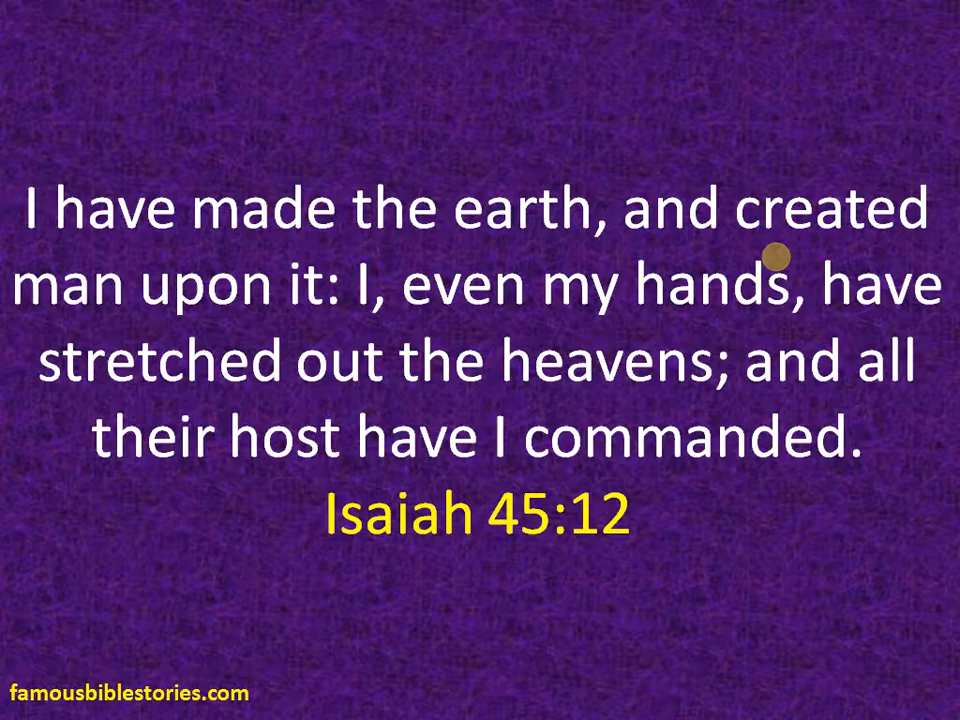 I have made the earth, and created
man upon it: I, even my hands, have
stretched out the heavens; and all
their host have I commanded.
Isaiah 45:12
famousbiblestories.com